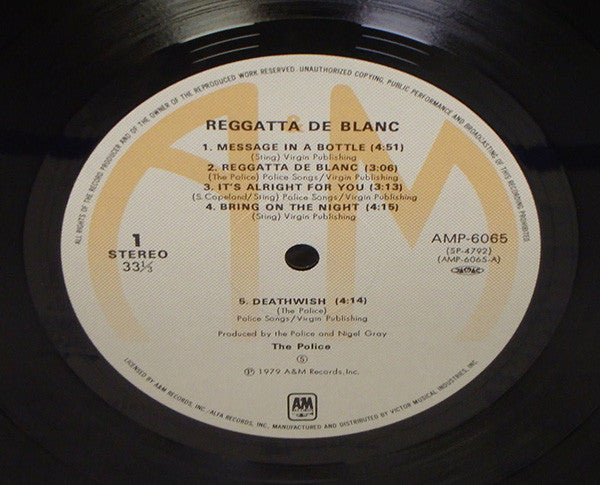 ALL RIGHTS OF THE RECORD PRODUCER AND OF THE OWNER OF THE REPRODUCED WORK RESERVED. UNAUTHORIZED COPYING, PUBLIC PERFORMANCE AND BROADCASTING OF THIS RECORD PROHIBITED
A&M
REGGATTA DE BLANC
1. MESSAGE IN A BOTTLE (4:51)
(Sting) Virgin Publishing
2. REGGATTA DE BLANC (3:06)
(The Police) Police Songs/Virgin Publishing
3. IT'S ALRIGHT FOR YOU (3:13)
(S. Copeland/Sting) Virgin Publishing
4. BRING ON THE NIGHT (4:15)
(Sting) Virgin Publishing
1
STEREO
33⅓
AMP-6065
(SP-4792)
(AMP-6065-A)
JASRAC
5. DEATHWISH (4:14)
(The Police)
Police Songs/Virgin Publishing
Produced by the Police and Nigel Gray
The Police
Ⓢ
Ⓟ 1979 A&M Records, Inc.
A&M
RECORDS
LICENSED BY A&M RECORDS, INC. ALFA RECORDS, INC., MANUFACTURED AND DISTRIBUTED BY VICTOR MUSICAL INDUSTRIES, INC.